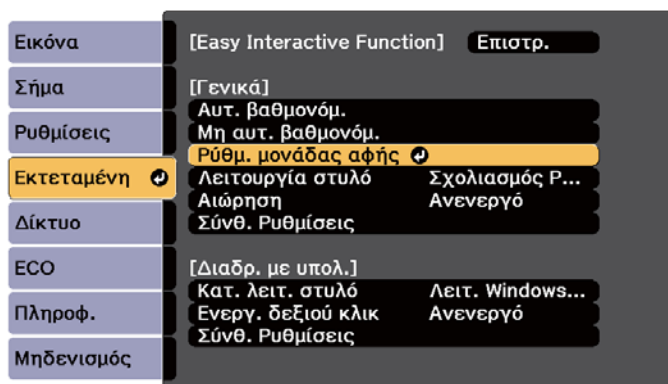 Εικόνα
Σήμα
Ρυθμίσεις
Εκτεταμένη
Δίκτυο
ECO
Πληροφ.
Μηδενισμός
[Easy Interactive Function] Επιστρ.
[Γενικά]
Αυτ. βαθμονόμ.
Μη αυτ. βαθμονόμ.
Ρύθμ. μονάδας αφής
Λειτουργία στυλό Σχολιασμός P...
Αιώρηση Ανενεργό
Σύνθ. Ρυθμίσεις
[Διαδρ. με υπολ.]
Κατ. λειτ. στυλό Λειτ. Windows...
Ενεργ. δεξιού κλικ Ανενεργό
Σύνθ. Ρυθμίσεις